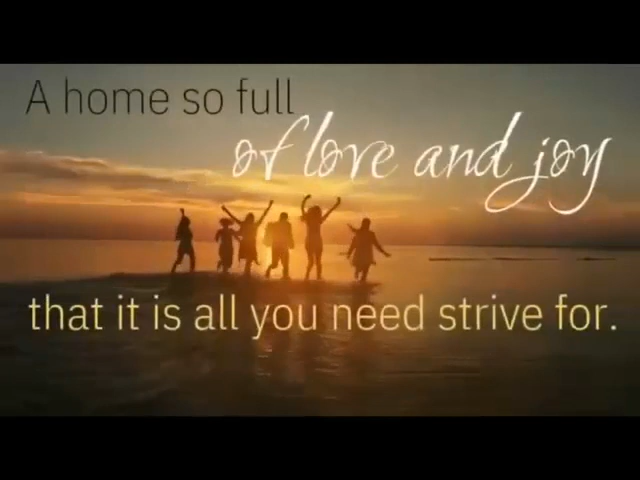 A home so full
of love and joy
that it is all you need strive for.